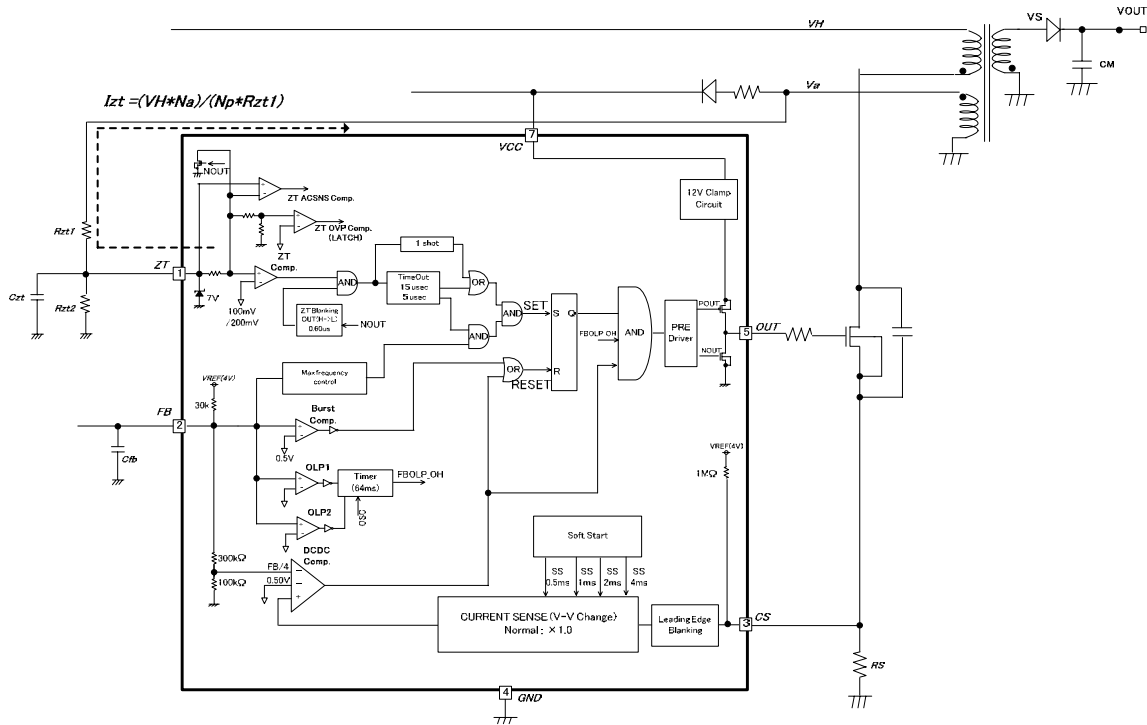 VH
VS
VOUT
CM
Va
Izt =(VH*Na)/(Np*Rzt1)
7
VCC
NOUT
12V Clamp
Circuit
ZT ACSNS Comp.
ZT OVP Comp.
(LATCH)
Rzt1
ZT
1
ZT
Comp.
1 shot
7V
100mV
/200mV
AND
TimeOut
15 usec
5 usec
OR
Czt
Rzt2
ZT Blanking
OUT(H->L)
0.60us
NOUT
AND
SET
S
Q
R
FBOLP_OH
AND
PRE
Driver
POUT
NOUT
5
OUT
AND
OR
RESET
Max frequency
control
VREF(4V)
30k
FB
2
Cfb
Burst
Comp.
0.5V
OLP1
Timer
(64ms)
FBOLP_OH
OSC
OLP2
VREF(4V)
1MΩ
300kΩ
100kΩ
FB/4
0.50V
DCDC
Comp.
Soft Start
SS
0.5ms
SS
1ms
SS
2ms
SS
4ms
CURRENT SENSE (V-V Change)
Normal : ×1.0
Leading Edge
Blanking
3
CS
RS
4
GND